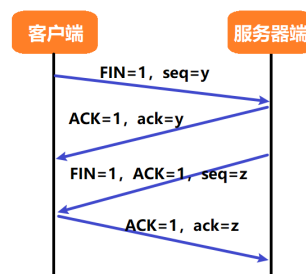 客户端
服务器端
FIN=1，seq=y
ACK=1，ack=y
FIN=1，ACK=1，seq=z
ACK=1，ack=z